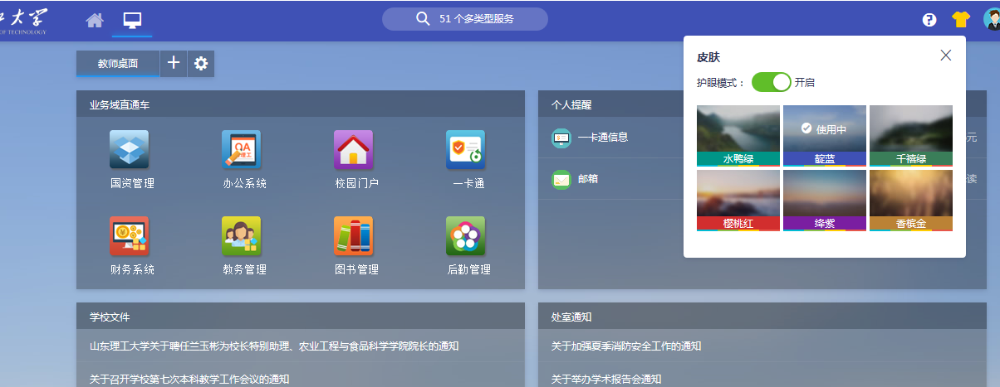 大学
OF TECHNOLOGY
51 个多类型服务
教师桌面
业务域直通车
国资管理
办公系统
校园门户
一卡通
QA
理工
财务系统
教务管理
图书管理
后勤管理
个人提醒
一卡通信息
元
邮箱
读
皮肤
护眼模式：
开启
水鸭绿
使用中
靛蓝
千禧绿
樱桃红
绛紫
香槟金
学校文件
山东理工大学关于聘任兰玉彬为校长特别助理、农业工程与食品科学学院院长的通知
关于召开学校第七次本科教学工作会议的通知
处室通知
关于加强夏季消防安全工作的通知
关于举办学术报告会通知